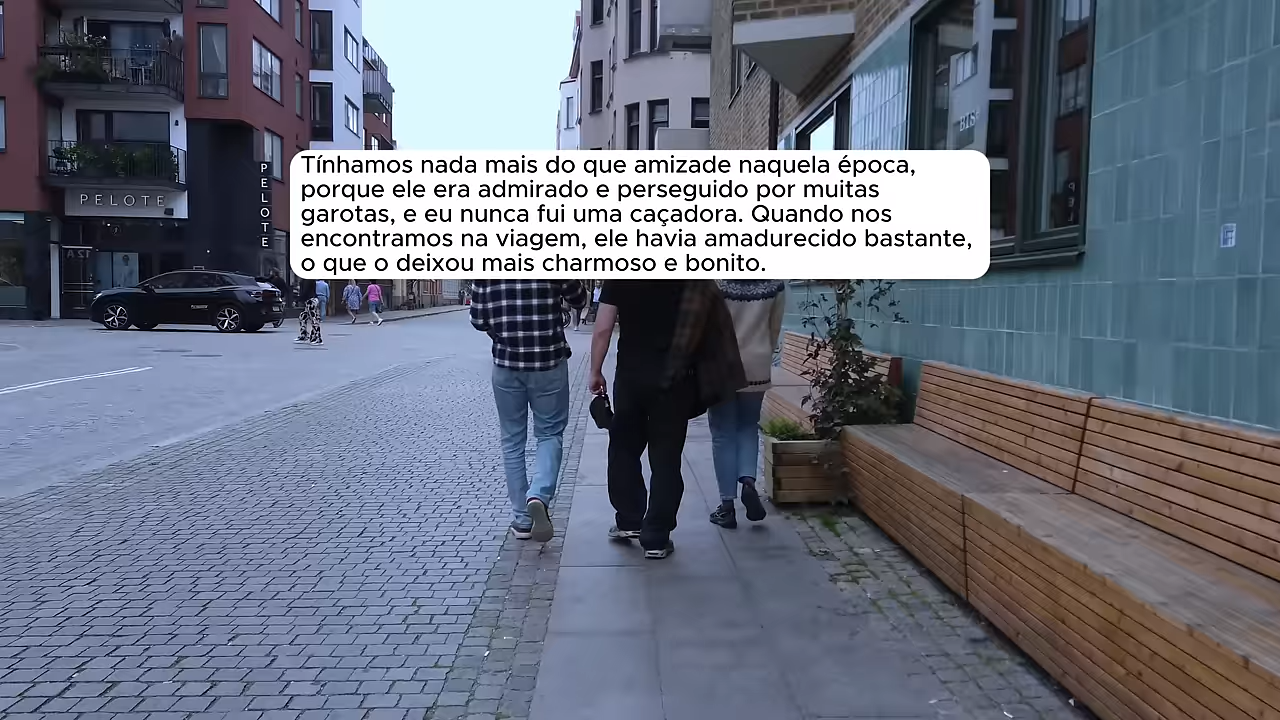 Tínhamos nada mais do que amizade naquela época,
porque ele era admirado e perseguido por muitas
garotas, e eu nunca fui uma caçadora. Quando nos
encontramos na viagem, ele havia amadurecido bastante,
o que o deixou mais charmoso e bonito.
PELOTE
PELOTE